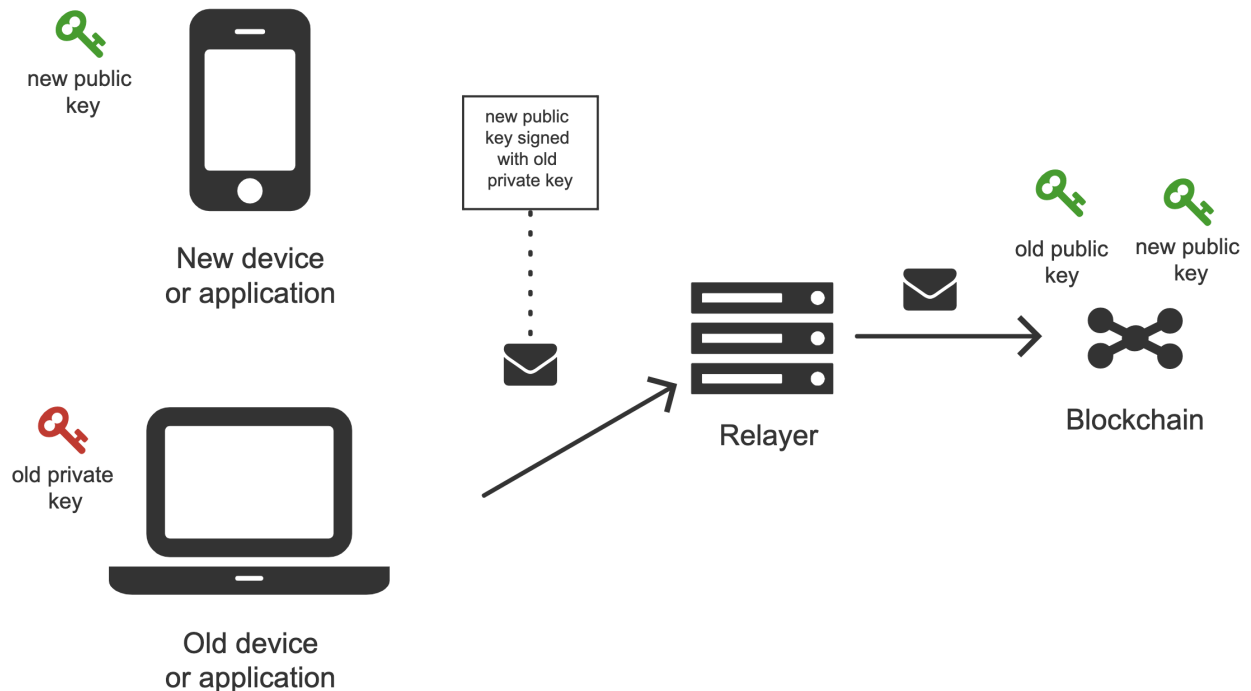 new public
key
New device
or application
new public
key signed
with old
private key
old private
key
Old device
or application
Relayer
old public
key
new public
key
Blockchain